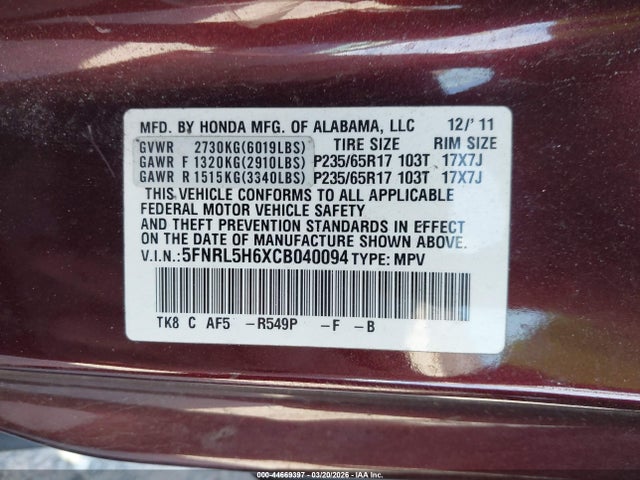 MFD. BY HONDA MFG. OF ALABAMA, LLC 12/'11
GVWR 2730KG(6019LBS) TIRE SIZE RIM SIZE
GAWR F 1320KG(2910LBS) P235/65R17 103T 17X7J
GAWR R 1515KG(3340LBS) P235/65R17 103T 17X7J
THIS VEHICLE CONFORMS TO ALL APPLICABLE
FEDERAL MOTOR VEHICLE SAFETY
AND THEFT PREVENTION STANDARDS IN EFFECT
ON THE DATE OF MANUFACTURE SHOWN ABOVE.
V.I.N.:5FNRL5H6XCB040094 TYPE: MPV
TK8 C AF5 -R549P -F -B
000-44669397 - 03/20/2026 - IAA Inc.